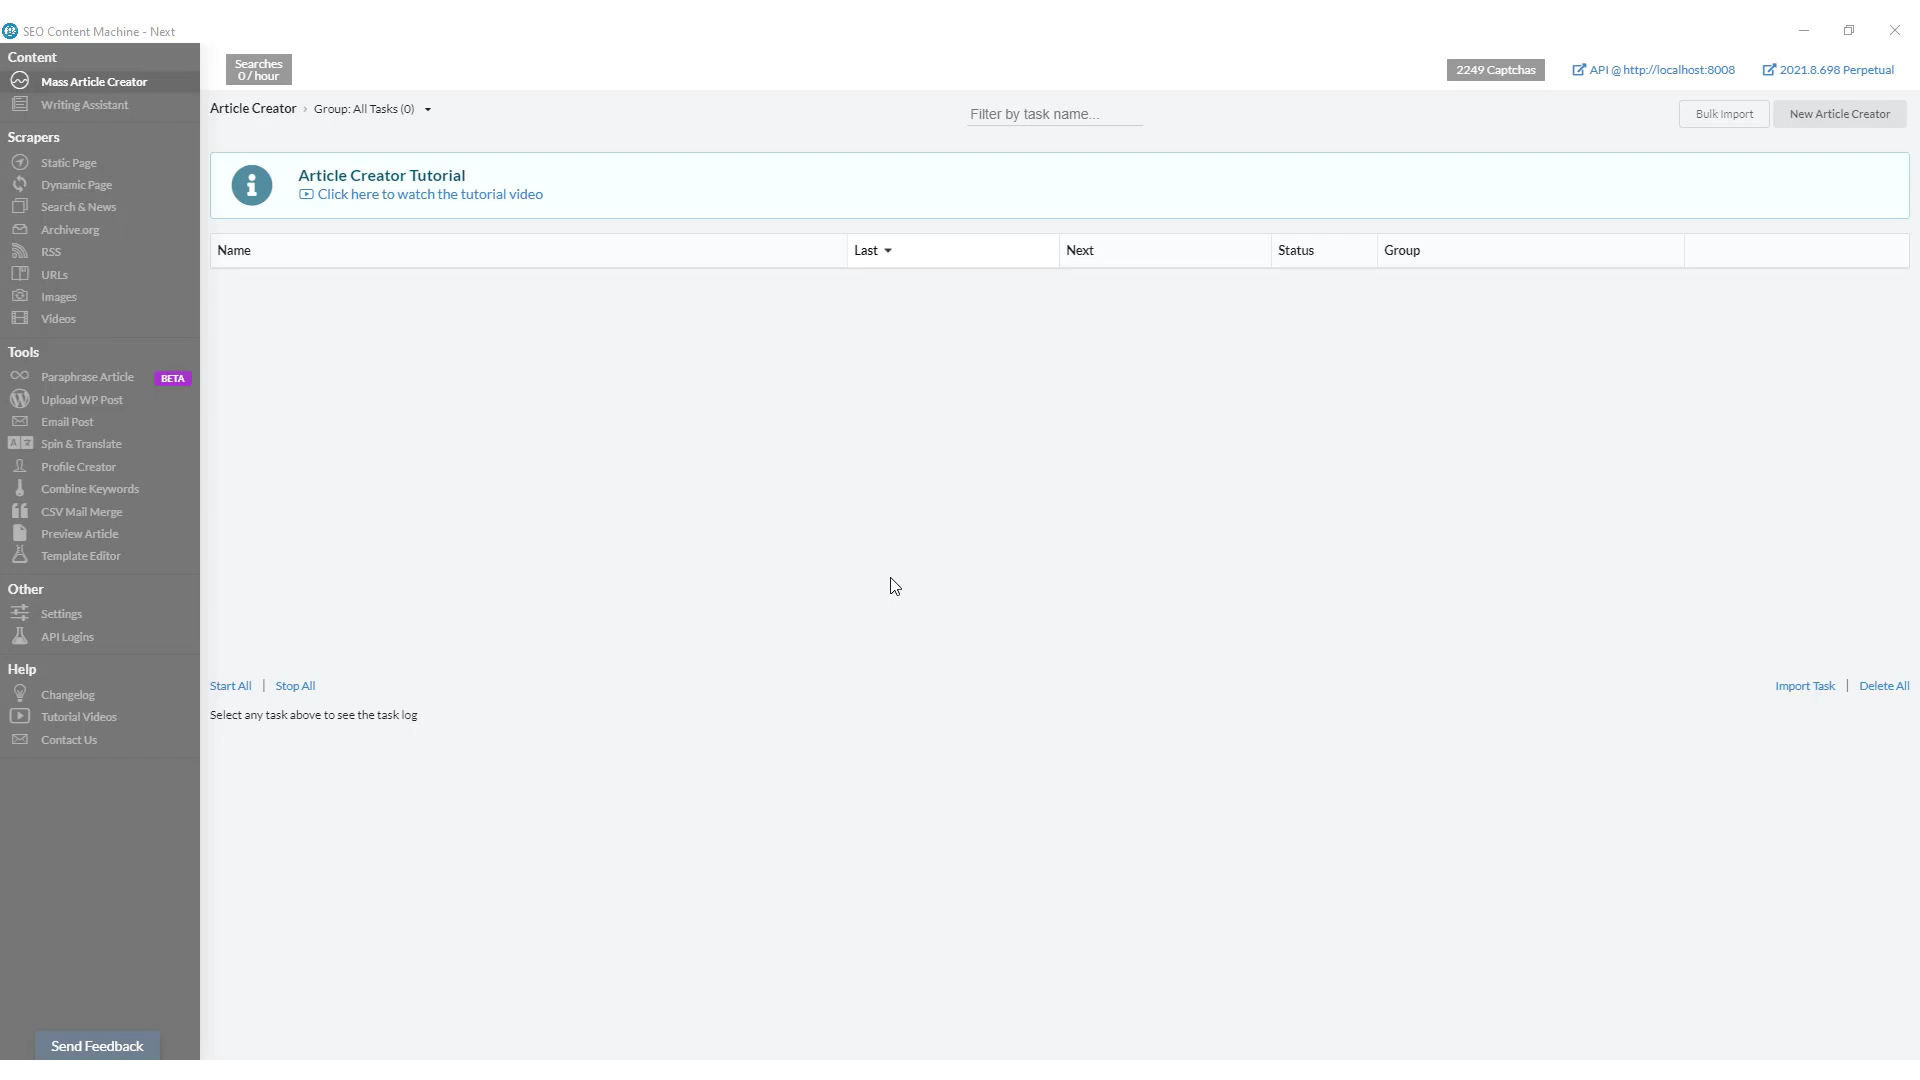 SEO Content Machine - Next
Content
Mass Article Creator
Writing Assistant
Scrapers
Static Page
Dynamic Page
Search & News
Archive.org
RSS
URLs
Images
Videos
Tools
Paraphrase Article BETA
Upload WP Post
Email Post
Spin & Translate
Profile Creator
Combine Keywords
CSV Mail Merge
Preview Article
Template Editor
Other
Settings
API Logins
Help
Changelog
Tutorial Videos
Contact Us
Send Feedback
Searches
0 / hour
2249 Captchas
API @ http://localhost:8008
2021.8.698 Perpetual
Article Creator › Group: All Tasks (0)
Filter by task name...
Bulk Import
New Article Creator
Article Creator Tutorial
Click here to watch the tutorial video
Name Last Next Status Group
Start All | Stop All
Import Task | Delete All
Select any task above to see the task log